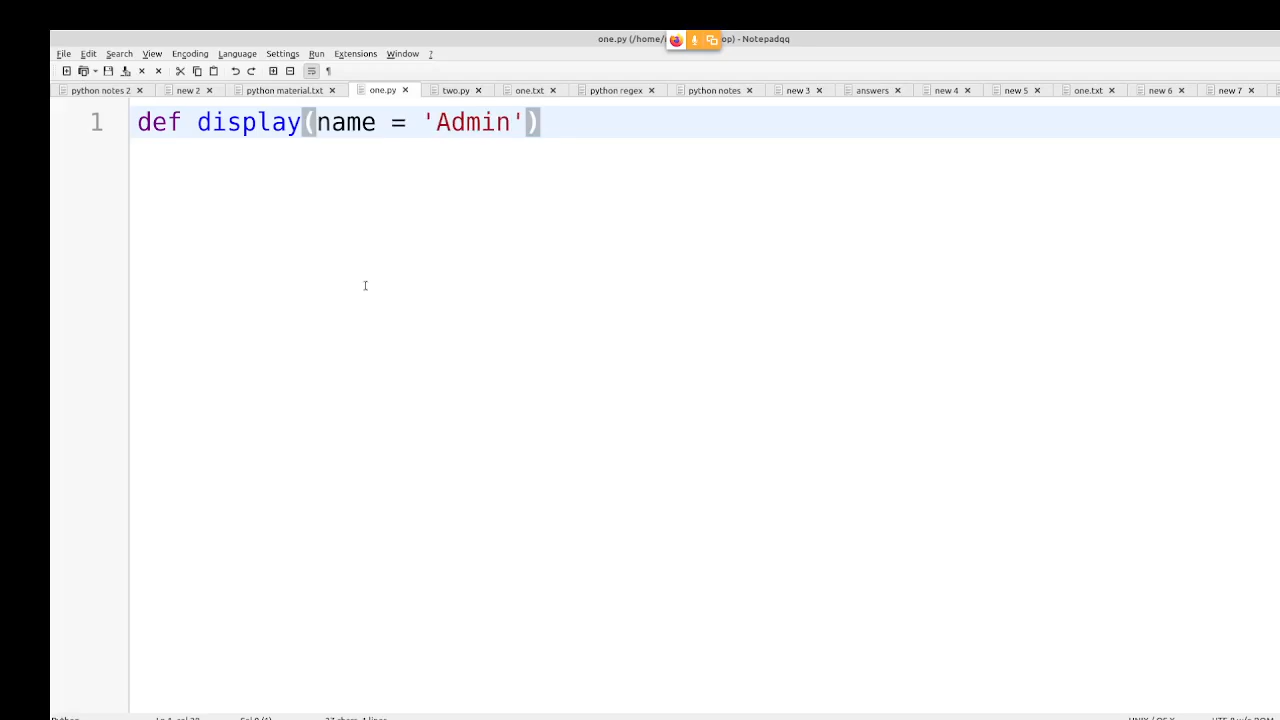 one.py (/home/ op) - Notepadqq
File Edit Search View Encoding Language Settings Run Extensions Window ?
python notes 2 new 2 python material.txt one.py two.py one.txt python regex python notes new 3 answers new 4 new 5 one.txt new 6 new 7
1 def display(name = 'Admin')